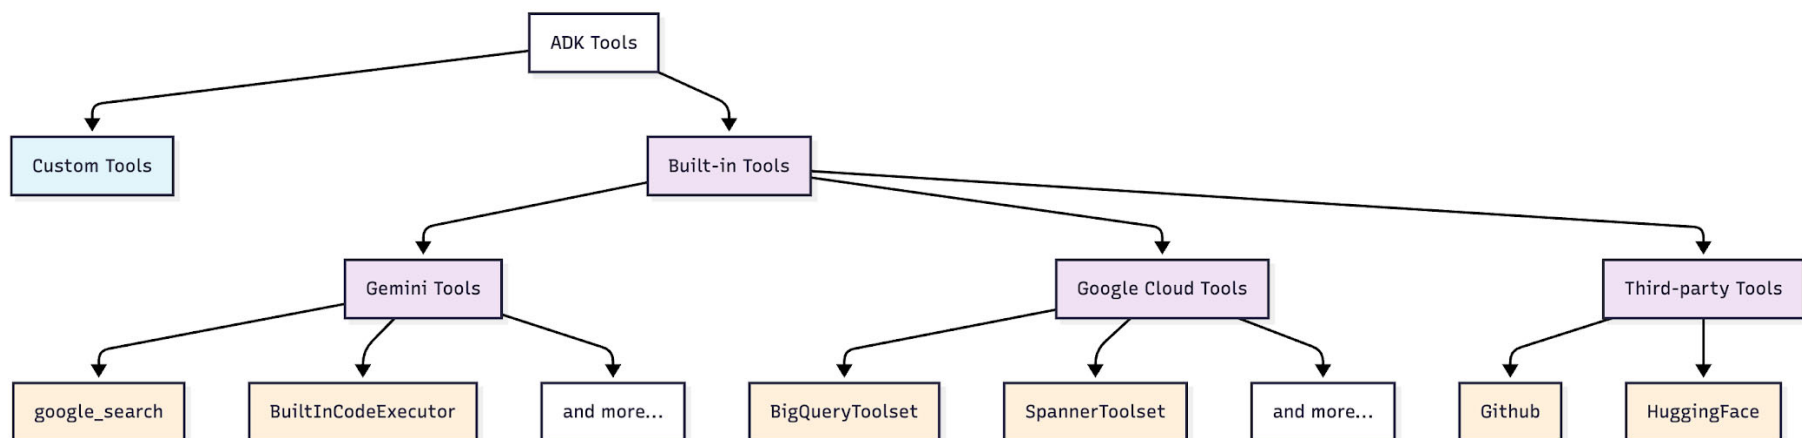 ADK Tools
Custom Tools
Built-in Tools
Gemini Tools
Google Cloud Tools
Third-party Tools
google_search
BuiltInCodeExecutor
and more...
BigQueryToolset
SpannerToolset
and more...
Github
HuggingFace